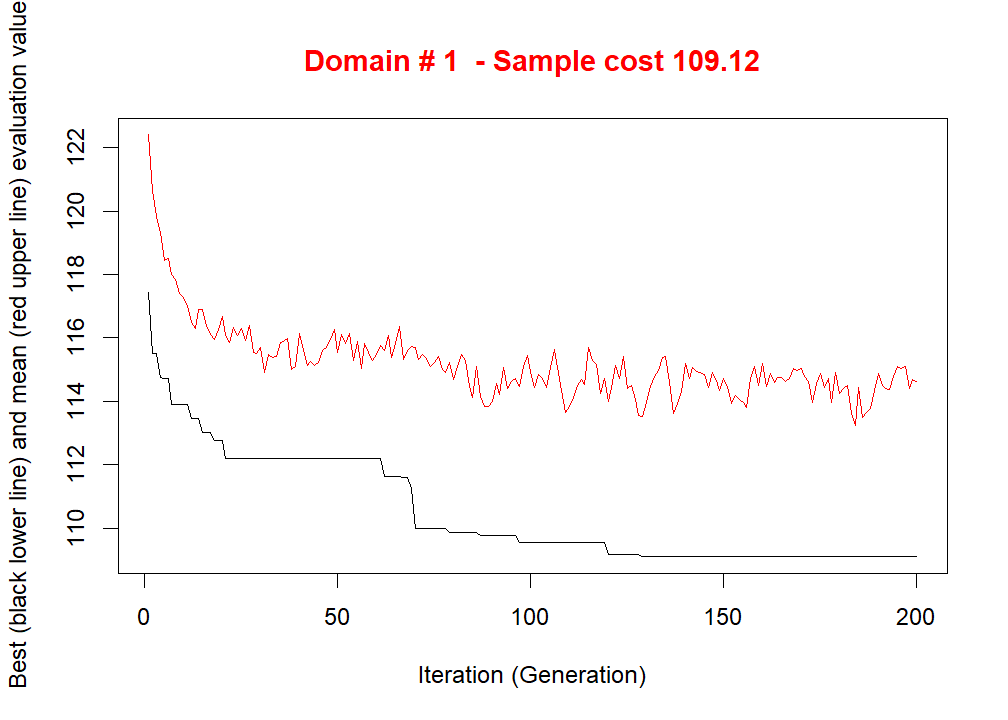 Domain # 1  - Sample cost 109.12
Best (black lower line) and mean (red upper line) evaluation value
122
120
118
116
114
112
110
0 50 100 150 200
Iteration (Generation)